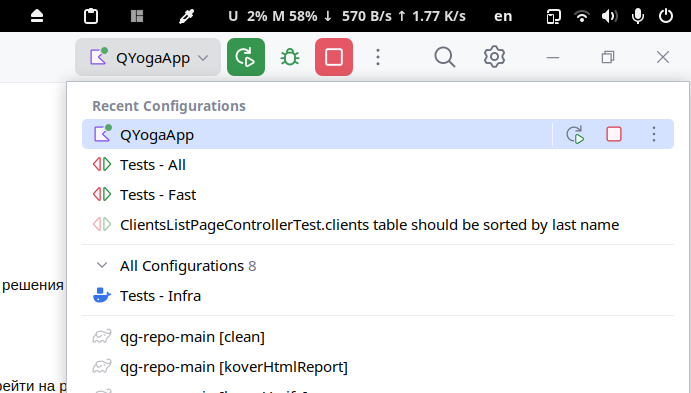 U 2% M 58% ↓ 570 B/s ↑ 1.77 K/s en
QYogaApp
Recent Configurations
QYogaApp
Tests - All
Tests - Fast
ClientsListPageControllerTest.clients table should be sorted by last name
All Configurations 8
решения
Tests - Infra
qg-repo-main [clean]
qg-repo-main [koverHtmlReport]
ейти на р